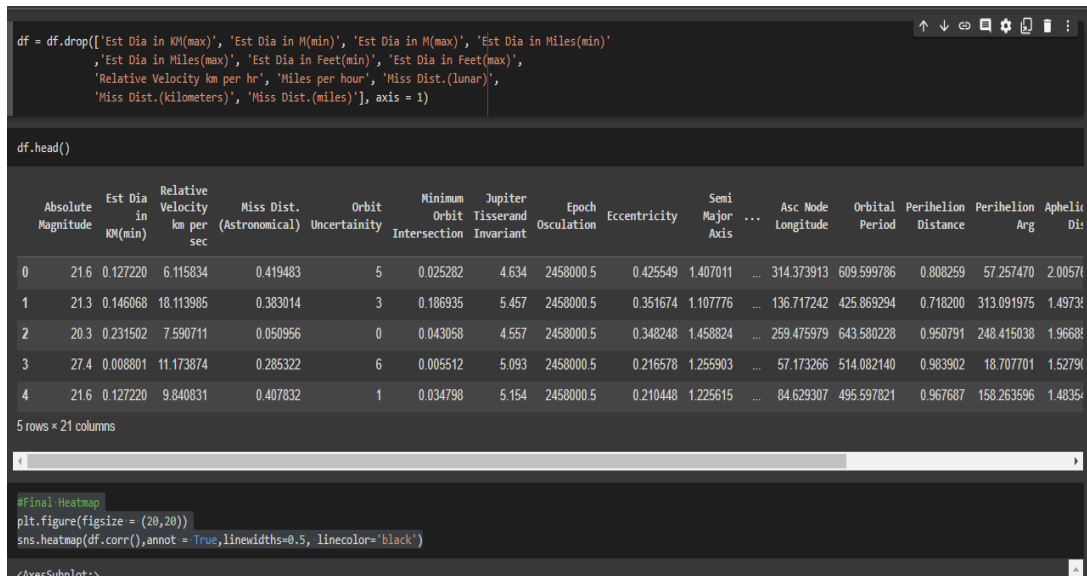 df = df.drop(['Est Dia in KM(max)', 'Est Dia in M(min)', 'Est Dia in M(max)', 'Est Dia in Miles(min)'
,'Est Dia in Miles(max)', 'Est Dia in Feet(min)', 'Est Dia in Feet(max)',
'Relative Velocity km per hr', 'Miles per hour', 'Miss Dist.(lunar)',
'Miss Dist.(kilometers)', 'Miss Dist.(miles)'], axis = 1)
df.head()
Absolute Magnitude Est Dia in KM(min) Relative Velocity km per sec Miss Dist.(Astronomical) Orbit Uncertainity Minimum Orbit Intersection Jupiter Tisserand Invariant Epoch Osculation Eccentricity Semi Major Axis ... Asc Node Longitude Orbital Period Perihelion Distance Perihelion Arg Aphelic Dis
0 21.6 0.127220 6.115834 0.419483 5 0.025282 4.634 2458000.5 0.425549 1.407011 ... 314.373913 609.599786 0.808259 57.257470 2.00576
1 21.3 0.146068 18.113985 0.383014 3 0.186935 5.457 2458000.5 0.351674 1.107776 ... 136.717242 425.869294 0.718200 313.091975 1.49735
2 20.3 0.231502 7.590711 0.050956 0 0.043058 4.557 2458000.5 0.348248 1.458824 ... 259.475979 643.580228 0.950791 248.415038 1.96688
3 27.4 0.008801 11.173874 0.285322 6 0.005512 5.093 2458000.5 0.216578 1.255903 ... 57.173266 514.082140 0.983902 18.707701 1.52790
4 21.6 0.127220 9.840831 0.407832 1 0.034798 5.154 2458000.5 0.210448 1.225615 ... 84.629307 495.597821 0.967687 158.263596 1.48354
5 rows × 21 columns
#Final Heatmap
plt.figure(figsize = (20,20))
sns.heatmap(df.corr(),annot = True,linewidths=0.5, linecolor='black')
<AxesSubplot:>